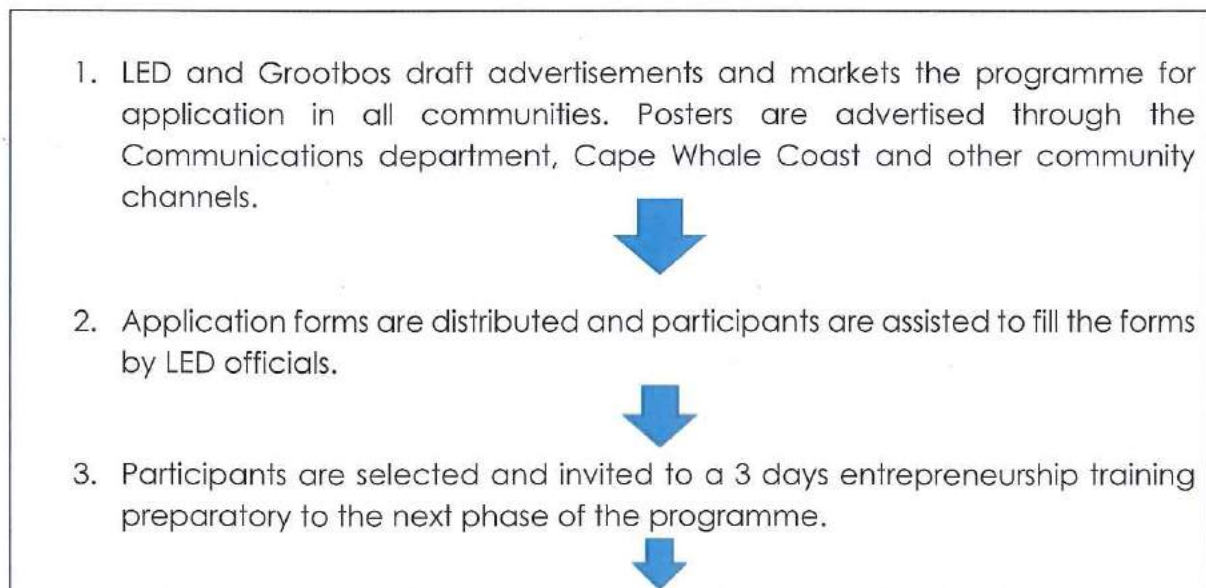 1. LED and Grootbos draft advertisements and markets the programme for
application in all communities. Posters are advertised through the
Communications department, Cape Whale Coast and other community
channels.
2. Application forms are distributed and participants are assisted to fill the forms
by LED officials.
3. Participants are selected and invited to a 3 days entrepreneurship training
preparatory to the next phase of the programme.